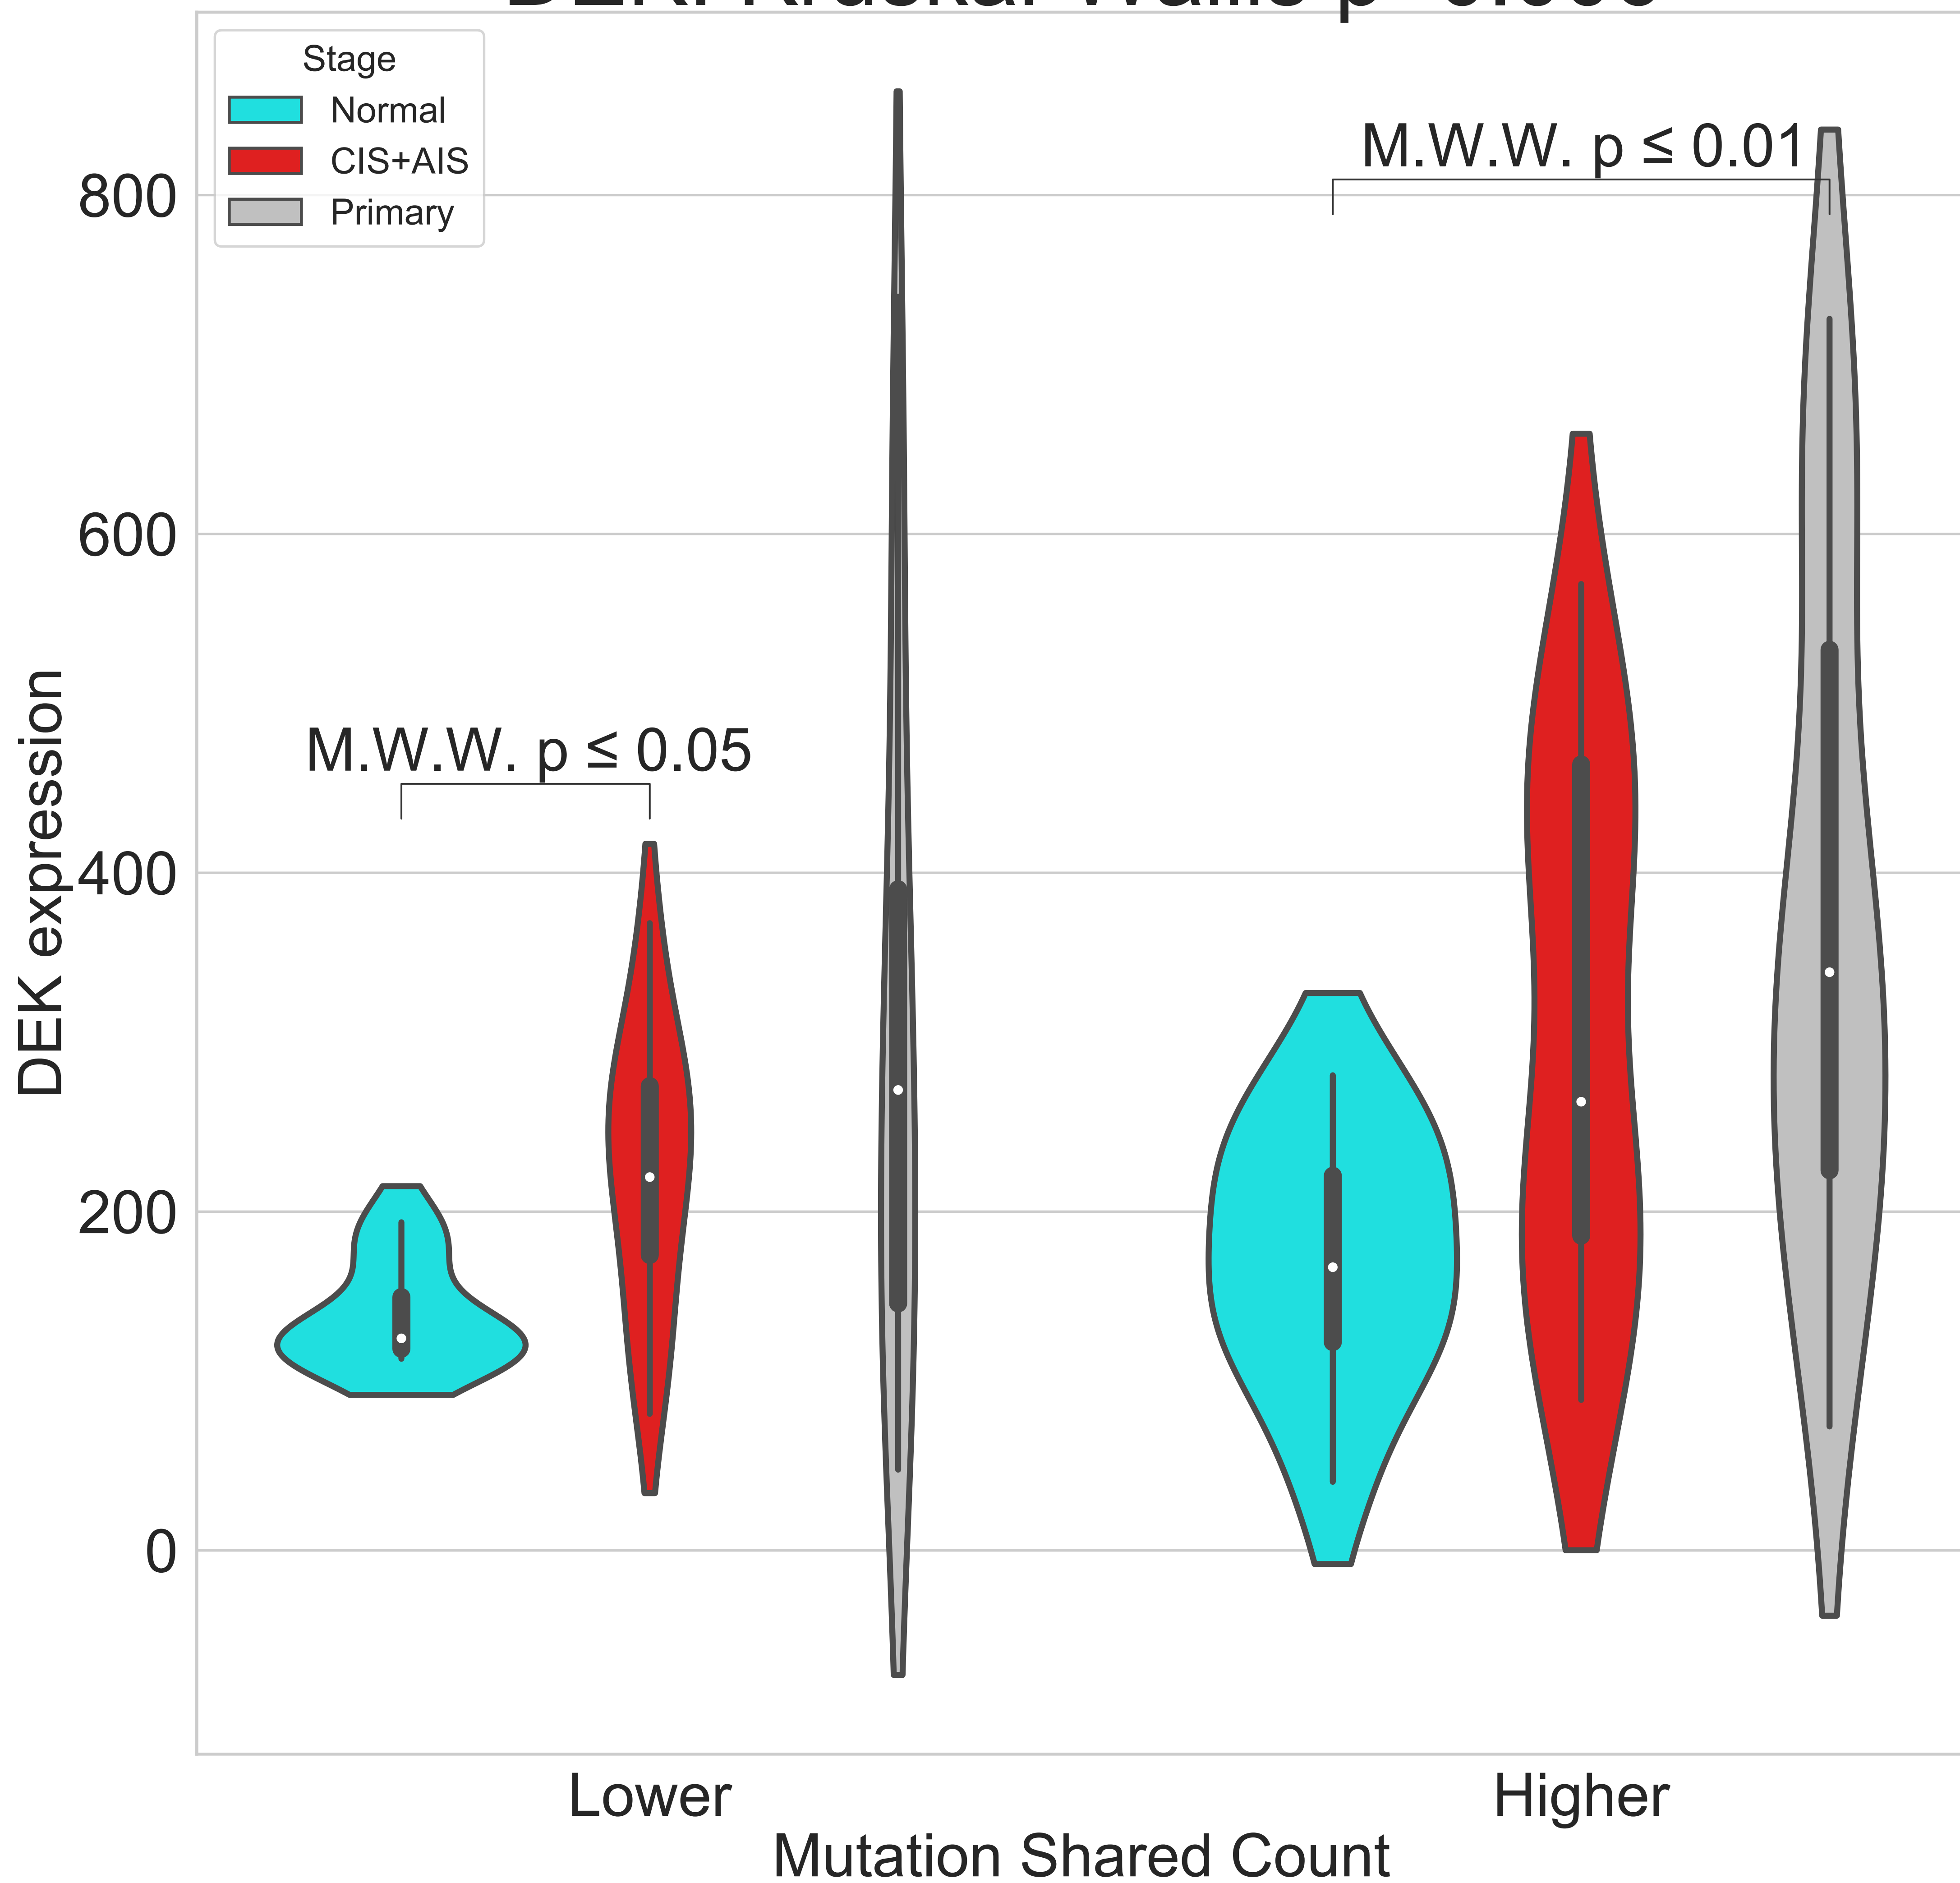 Stage
Normal
CIS+AIS
Primary
M.W.W. p ≤ 0.01
M.W.W. p ≤ 0.05
800
600
400
200
0
DEK expression
Lower
Higher
Mutation Shared Count